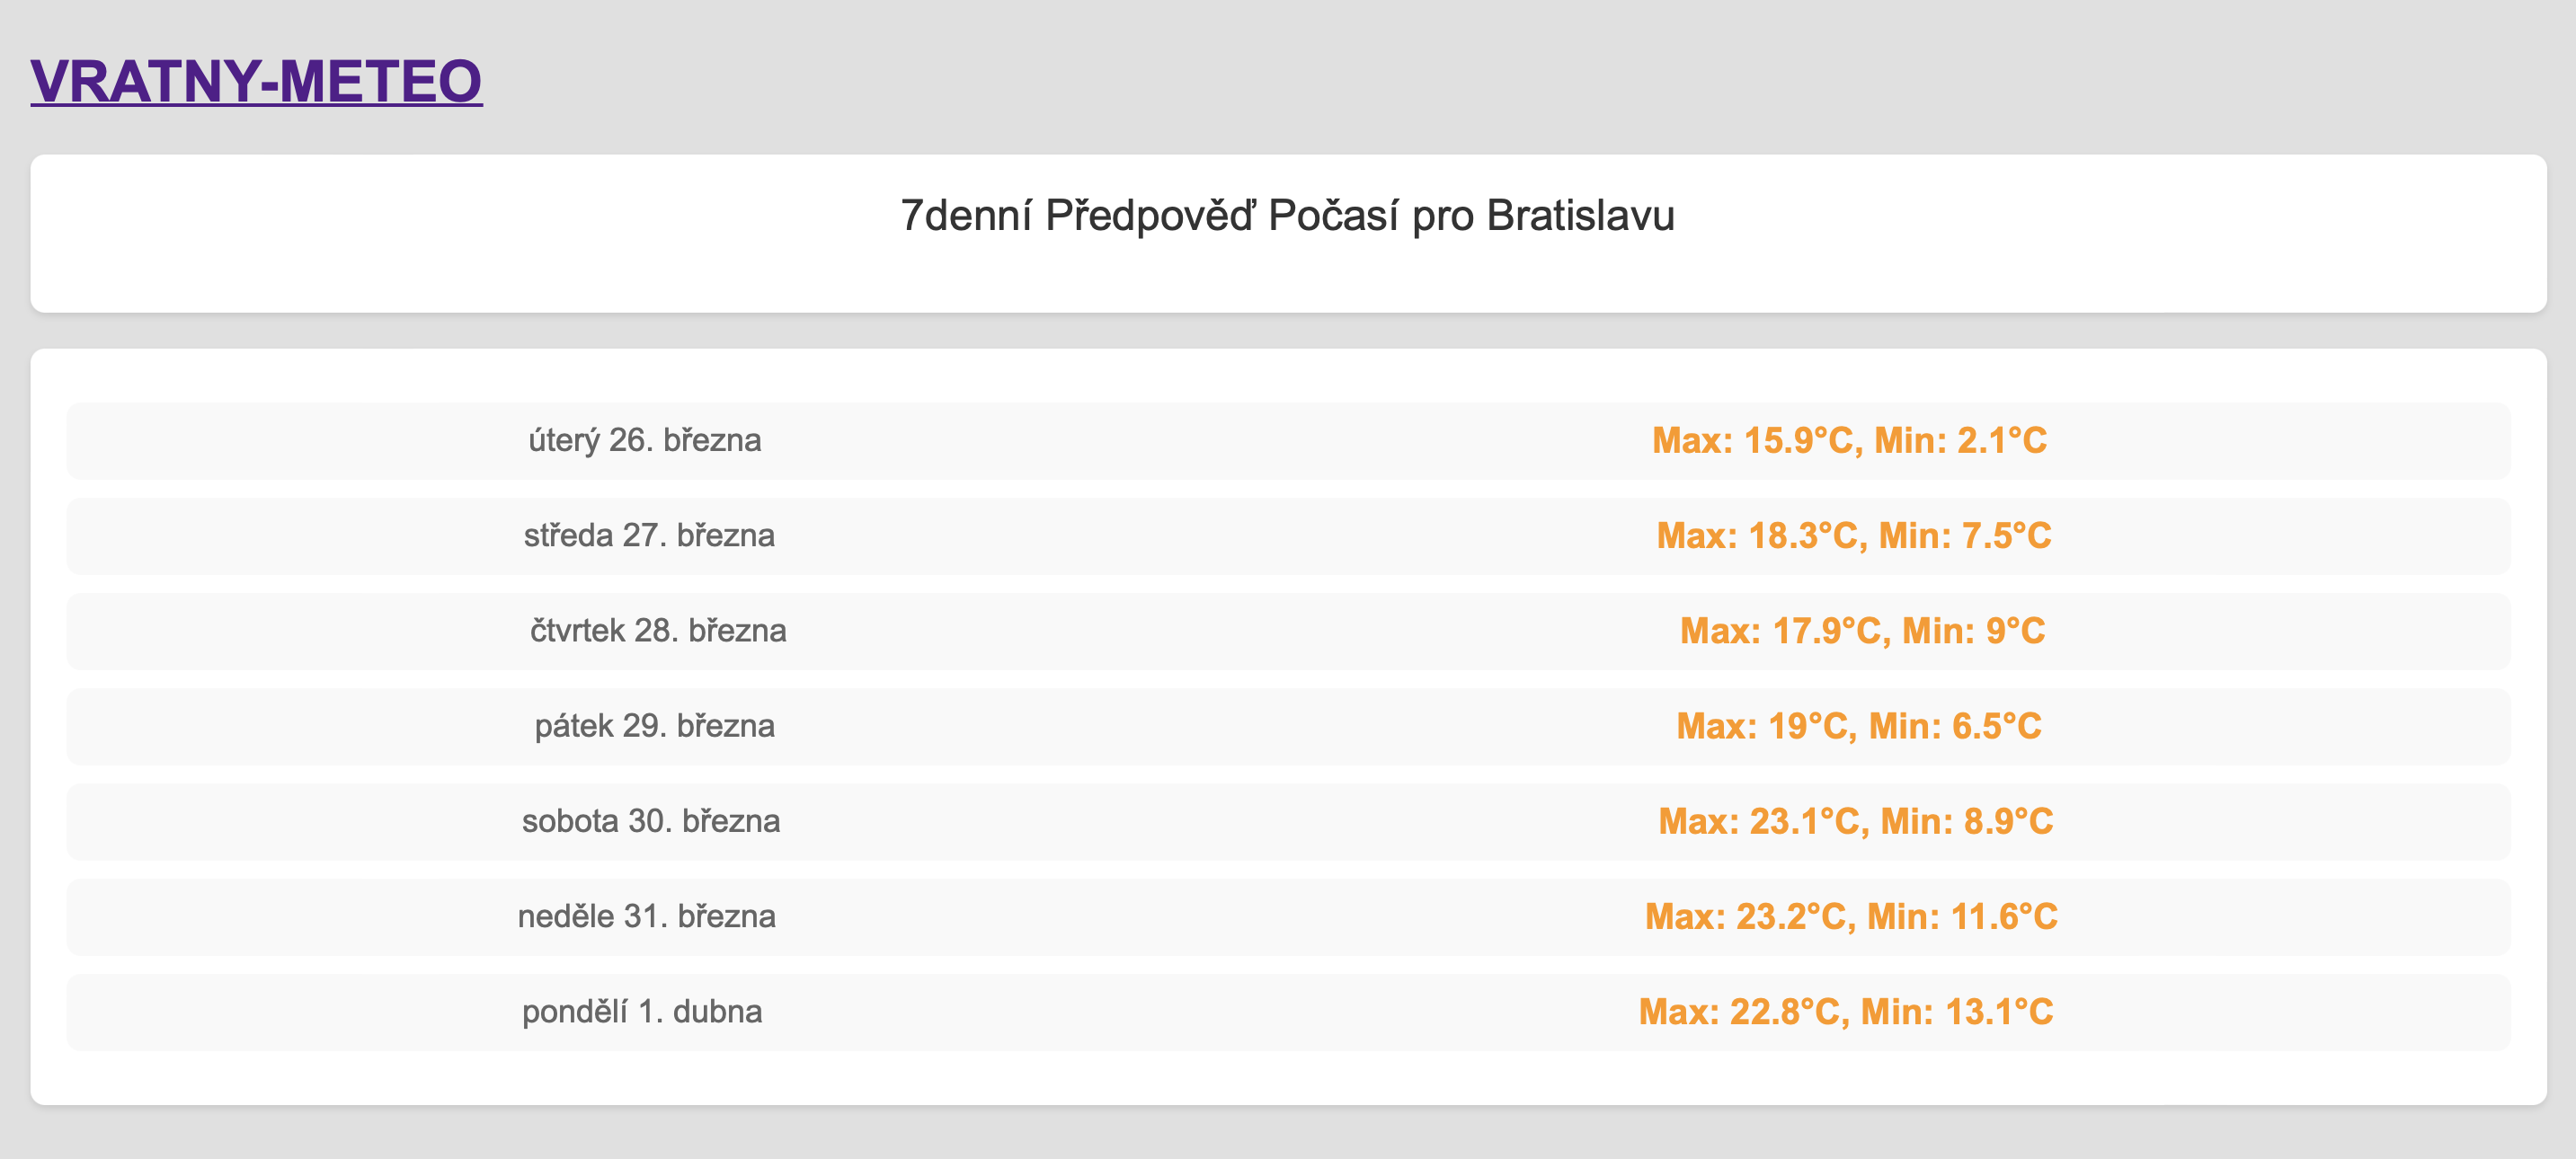 VRATNY-METEO
7denní Předpověď Počasí pro Bratislavu
úterý 26. března Max: 15.9°C, Min: 2.1°C
středa 27. března Max: 18.3°C, Min: 7.5°C
čtvrtek 28. března Max: 17.9°C, Min: 9°C
pátek 29. března Max: 19°C, Min: 6.5°C
sobota 30. března Max: 23.1°C, Min: 8.9°C
neděle 31. března Max: 23.2°C, Min: 11.6°C
pondělí 1. dubna Max: 22.8°C, Min: 13.1°C